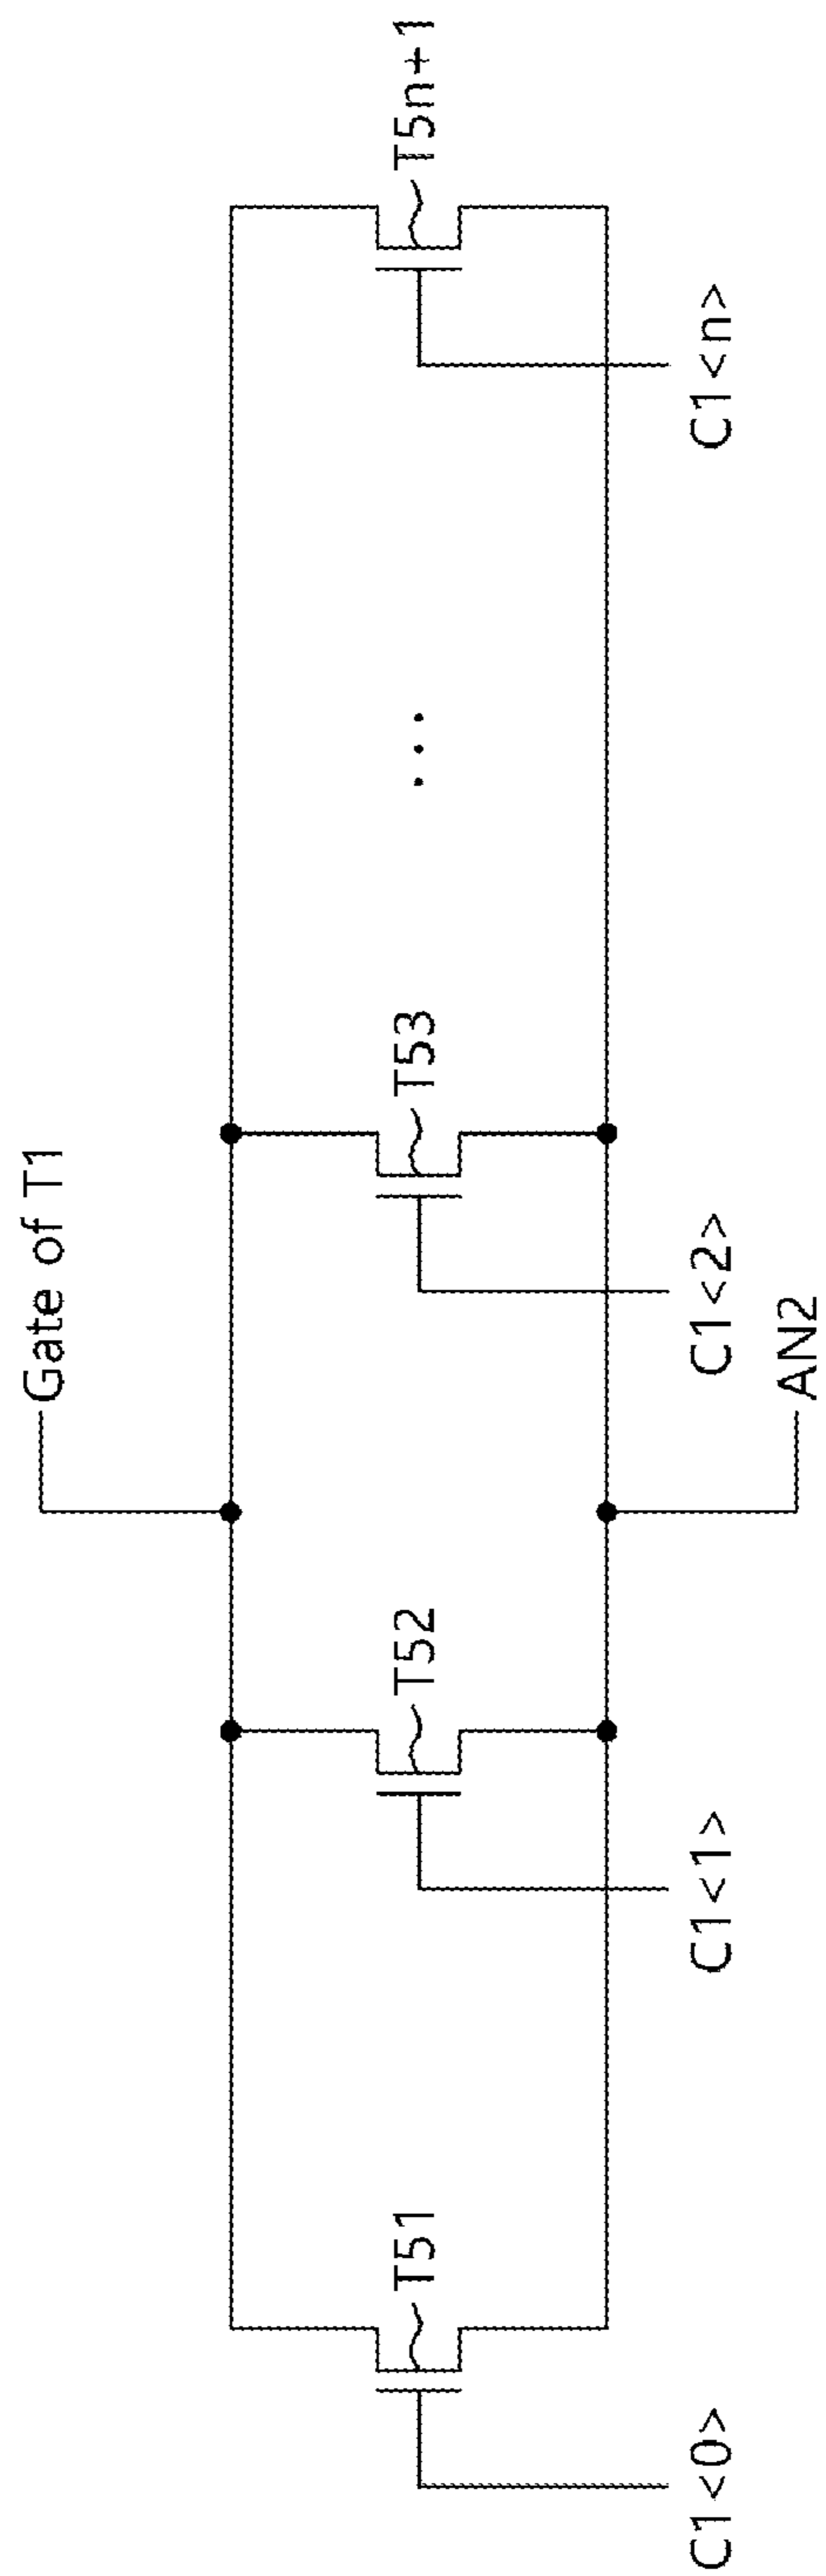 Gate of T1
T51
T52
T53
...
T5n+1
C1<0>
C1<1>
C1<2>
C1<n>
AN2